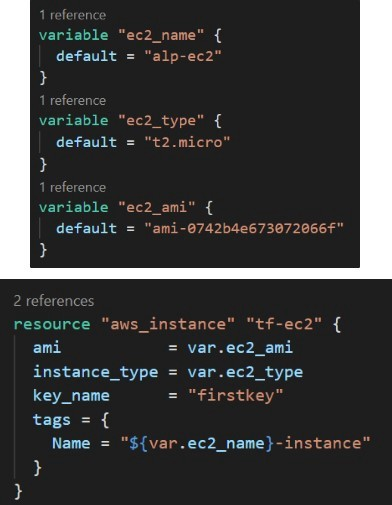 1 reference
variable "ec2_name" {
  default = "alp-ec2"
}
1 reference
variable "ec2_type" {
  default = "t2.micro"
}
1 reference
variable "ec2_ami" {
  default = "ami-0742b4e673072066f"
}
2 references
resource "aws_instance" "tf-ec2" {
  ami           = var.ec2_ami
  instance_type = var.ec2_type
  key_name      = "firstkey"
  tags = {
    Name = "${var.ec2_name}-instance"
  }
}